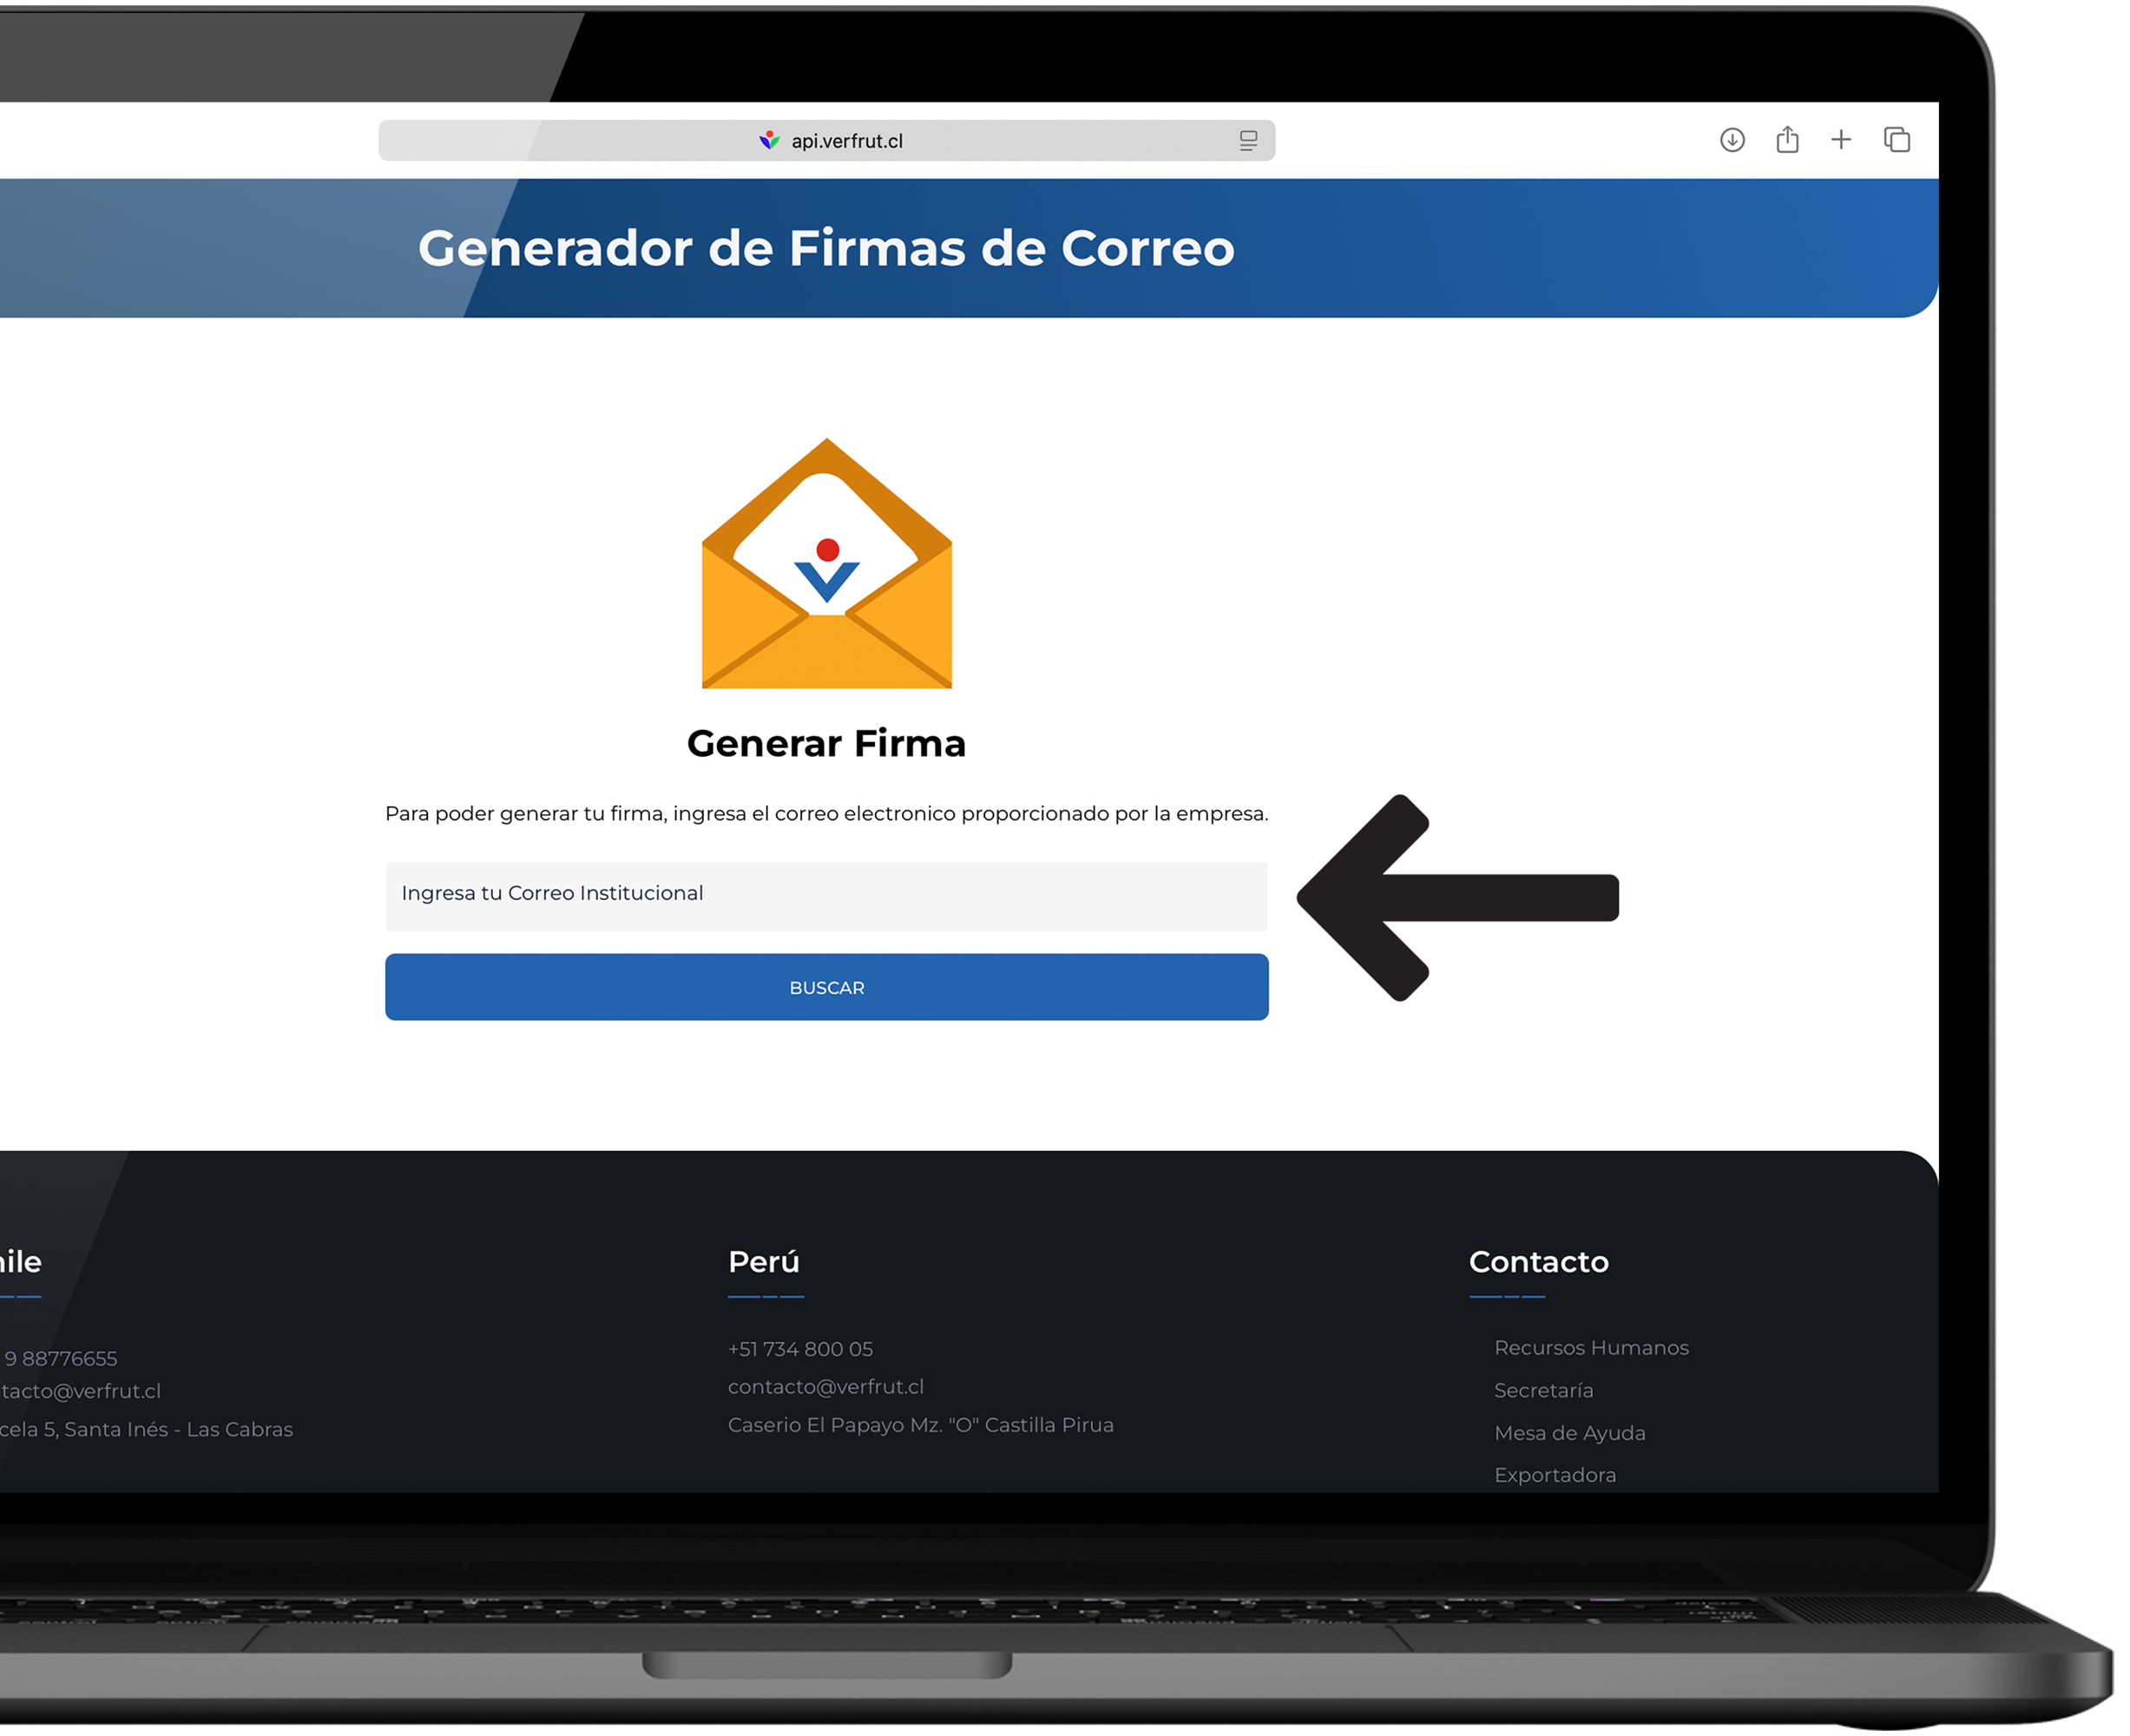 api.verfrut.cl
Generador de Firmas de Correo
Generar Firma
Para poder generar tu firma, ingresa el correo electronico proporcionado por la empresa.
Ingresa tu Correo Institucional
BUSCAR
ile
9 88776655
tacto@verfrut.cl
cela 5, Santa Inés - Las Cabras
Perú
+51 734 800 05
contacto@verfrut.cl
Caserio El Papayo Mz. "O" Castilla Pirua
Contacto
Recursos Humanos
Secretaría
Mesa de Ayuda
Exportadora